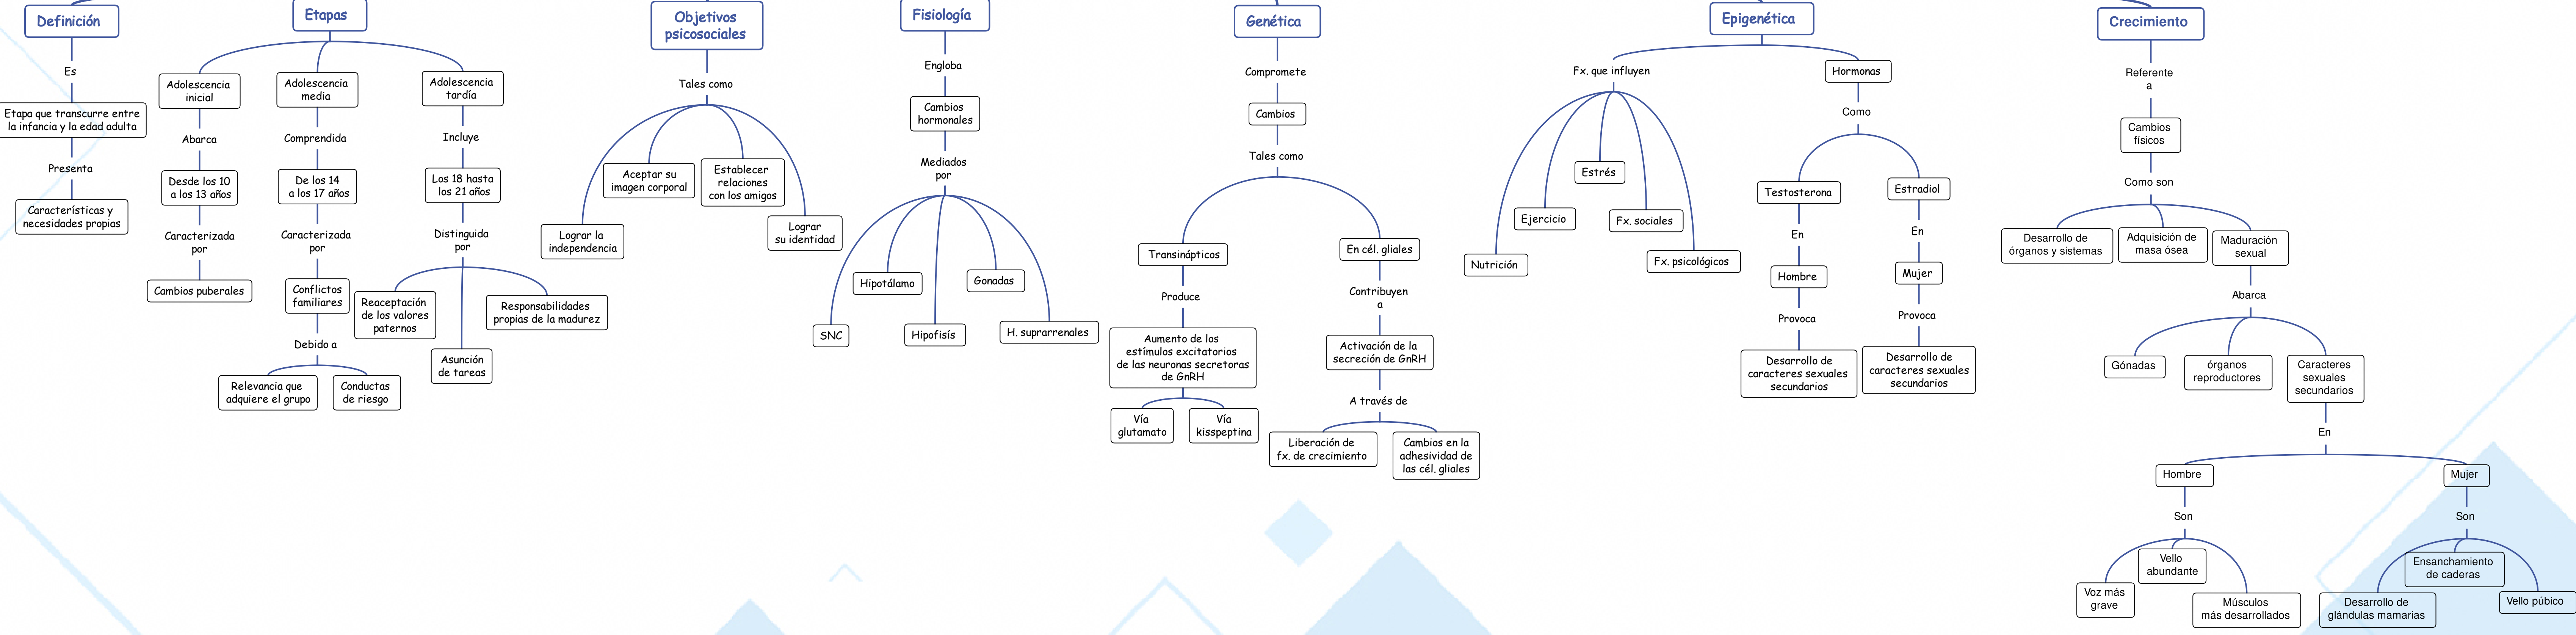 Definición
Es
Etapa que transcurre entre
la infancia y la edad adulta
Presenta
Características y
necesidades propias
Etapas
Adolescencia
inicial
Abarca
Desde los 10
a los 13 años
Caracterizada
por
Cambios puberales
Adolescencia
media
Comprendida
De los 14
a los 17 años
Caracterizada
por
Conflictos
familiares
Debido a
Relevancia que
adquiere el grupo
Conductas
de riesgo
Adolescencia
tardía
Incluye
Los 18 hasta
los 21 años
Distinguida
por
Reaceptación
de los valores
paternos
Asunción
de tareas
Responsabilidades
propias de la madurez
Objetivos
psicosociales
Tales como
Lograr la
independencia
Aceptar su
imagen corporal
Establecer
relaciones
con los amigos
Lograr
su identidad
Fisiología
Engloba
Cambios
hormonales
Mediados
por
SNC
Hipotálamo
Hipofisís
Gonadas
H. suprarrenales
Genética
Compromete
Cambios
Tales como
Transinápticos
Produce
Aumento de los
estímulos excitatorios
de las neuronas secretoras
de GnRH
Vía
glutamato
Vía
kisspeptina
En cél. gliales
Contribuyen
a
Activación de la
secreción de GnRH
A través de
Liberación de
fx. de crecimiento
Cambios en la
adhesividad de
las cél. gliales
Epigenética
Fx. que influyen
Nutrición
Ejercicio
Estrés
Fx. sociales
Fx. psicológicos
Hormonas
Como
Testosterona
En
Hombre
Provoca
Desarrollo de
caracteres sexuales
secundarios
Estradiol
En
Mujer
Provoca
Desarrollo de
caracteres sexuales
secundarios
Crecimiento
Referente
a
Cambios
físicos
Como son
Desarrollo de
órganos y sistemas
Adquisición de
masa ósea
Maduración
sexual
Abarca
Gónadas
órganos
reproductores
Caracteres
sexuales
secundarios
En
Hombre
Son
Voz más
grave
Vello
abundante
Músculos
más desarrollados
Mujer
Son
Desarrollo de
glándulas mamarias
Ensanchamiento
de caderas
Vello púbico